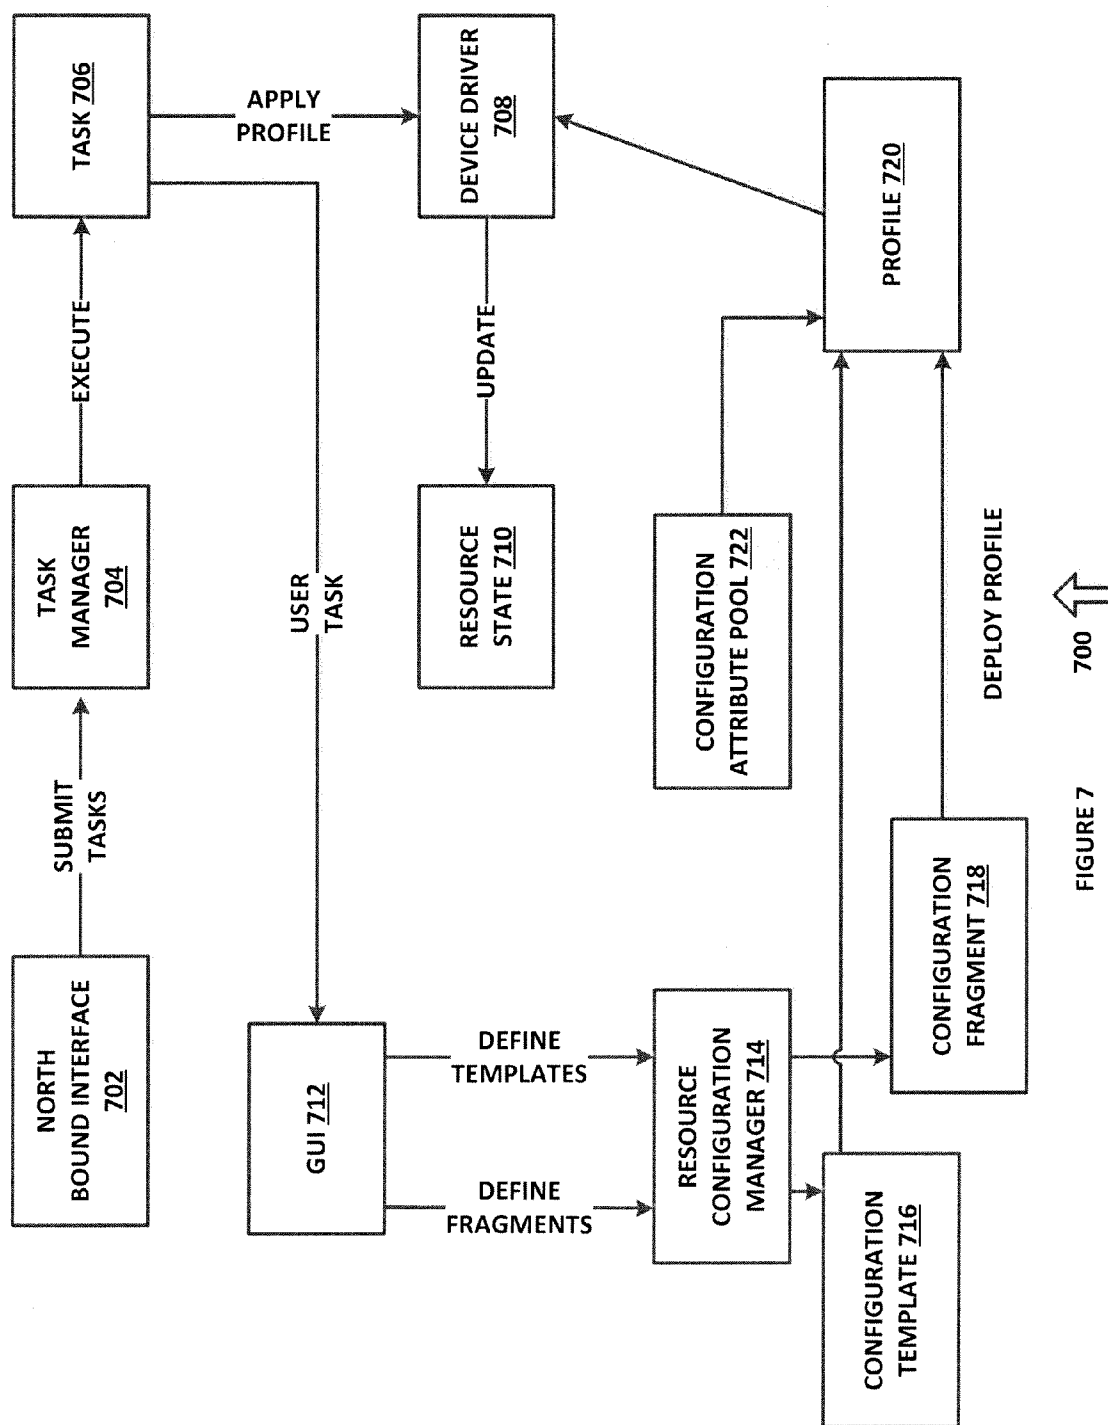 NORTH
BOUND INTERFACE
702
SUBMIT
TASKS
TASK
MANAGER
704
EXECUTE
TASK 706
USER
TASK
APPLY
PROFILE
GUI 712
DEFINE
FRAGMENTS
DEFINE
TEMPLATES
RESOURCE
STATE 710
UPDATE
DEVICE DRIVER
708
RESOURCE
CONFIGURATION
MANAGER 714
CONFIGURATION
ATTRIBUTE POOL 722
PROFILE 720
CONFIGURATION
TEMPLATE 716
CONFIGURATION
FRAGMENT 718
DEPLOY PROFILE
FIGURE 7
700